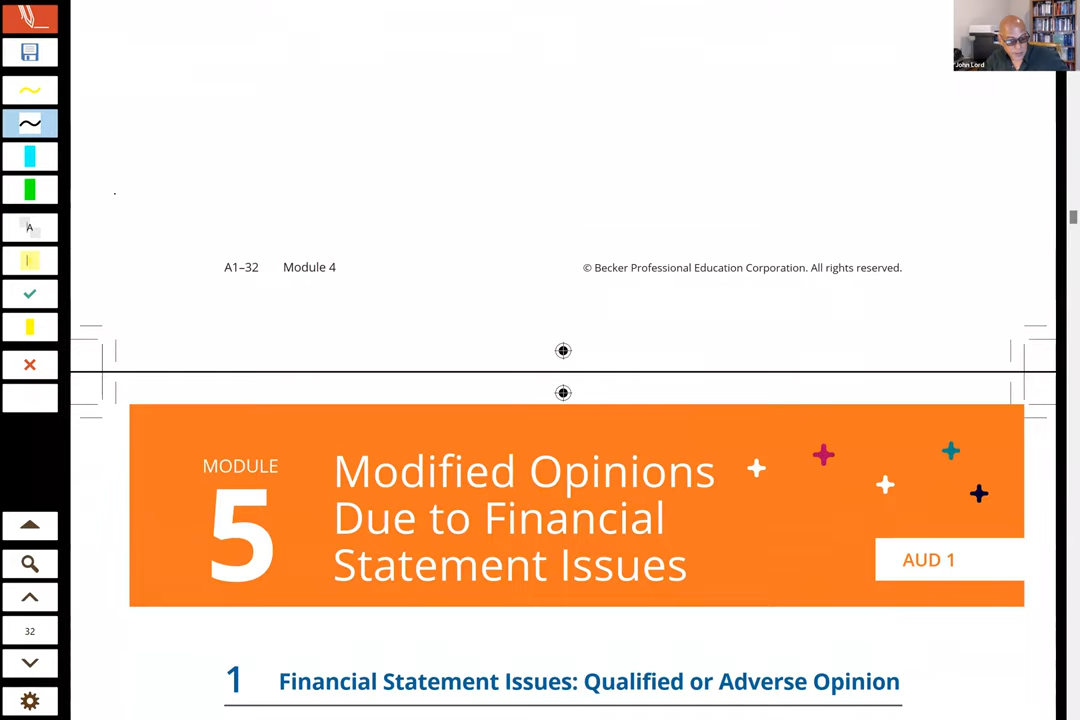 John Lord
A
A1–32 Module 4
© Becker Professional Education Corporation. All rights reserved.
MODULE
5
Modified Opinions
Due to Financial
Statement Issues
AUD 1
32
1 Financial Statement Issues: Qualified or Adverse Opinion